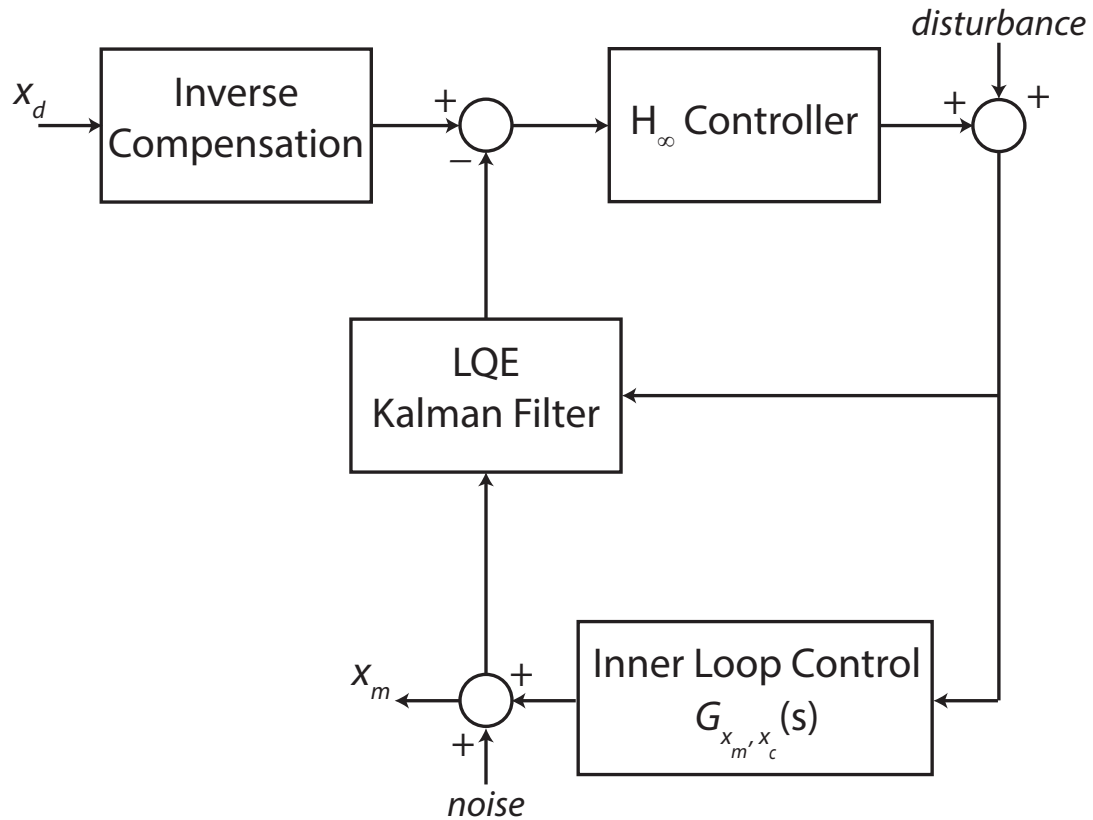 disturbance
x_d
Inverse
Compensation
+
−
H_∞ Controller
+
+
LQE
Kalman Filter
x_m
+
+
noise
Inner Loop Control
G_{x_m, x_c}(s)